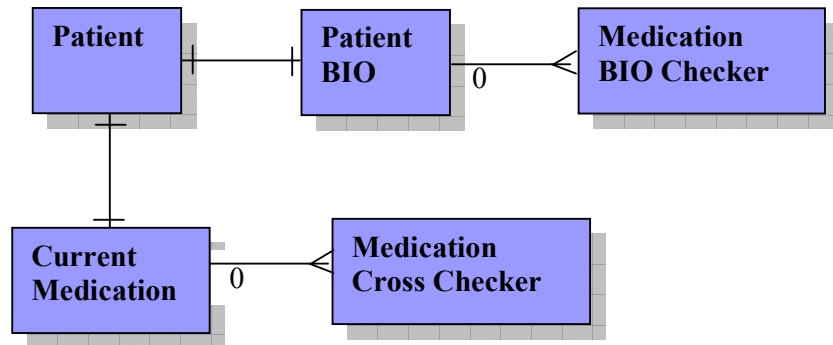 Patient
Patient
BIO
0
Medication
BIO Checker
Current
Medication
0
Medication
Cross Checker